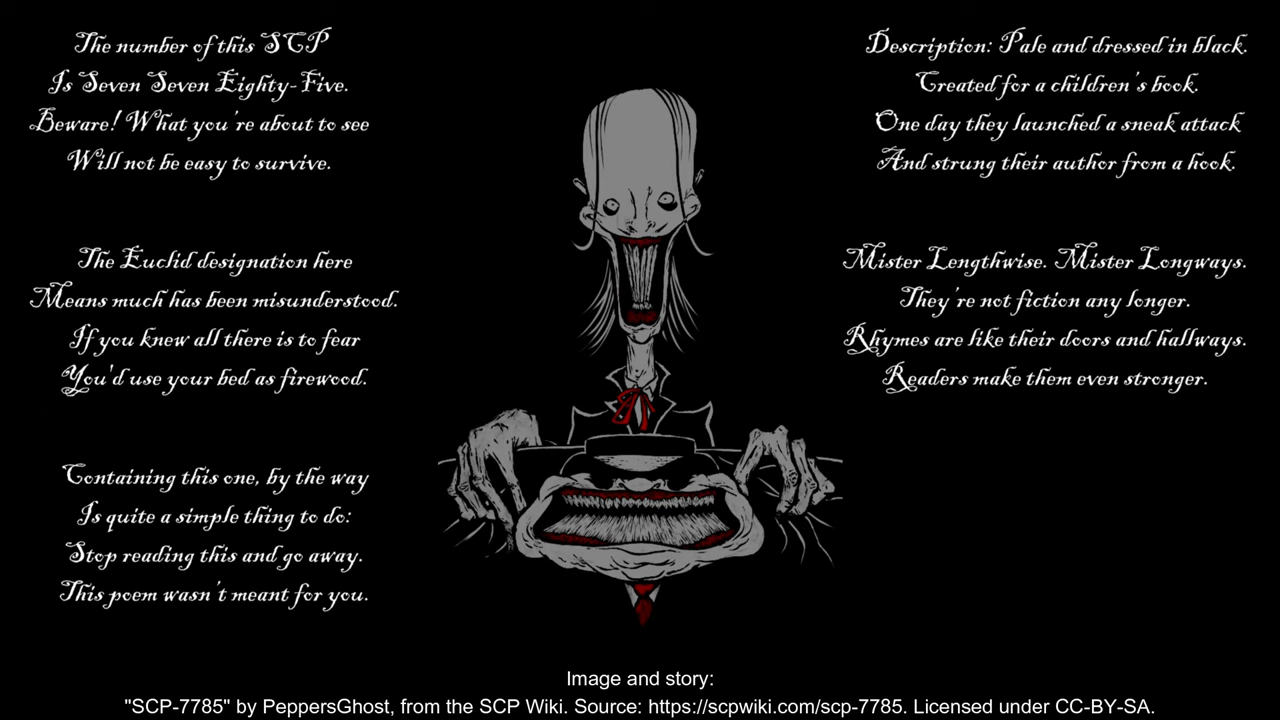 The number of this SCP
Is Seven Seven Eighty-Five.
Beware! What you're about to see
Will not be easy to survive.
The Euclid designation here
Means much has been misunderstood.
If you knew all there is to fear
You'd use your bed as firewood.
Containing this one, by the way
Is quite a simple thing to do:
Stop reading this and go away.
This poem wasn't meant for you.
Description: Pale and dressed in black.
Created for a children's book.
One day they launched a sneak attack
And strung their author from a hook.
Mister Lengthwise. Mister Longways.
They're not fiction any longer.
Rhymes are like their doors and hallways.
Readers make them even stronger.
Image and story:
"SCP-7785" by PeppersGhost, from the SCP Wiki. Source: https://scpwiki.com/scp-7785. Licensed under CC-BY-SA.